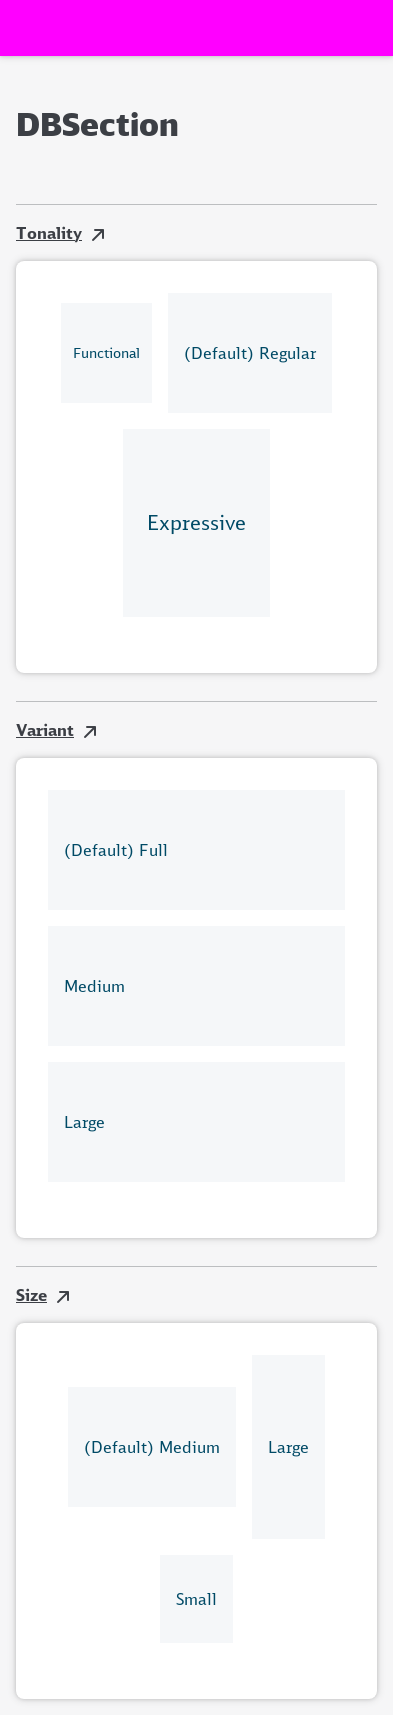 DBSection
Tonality
Functional
(Default) Regular
Expressive
Variant
(Default) Full
Medium
Large
Size
(Default) Medium
Large
Small